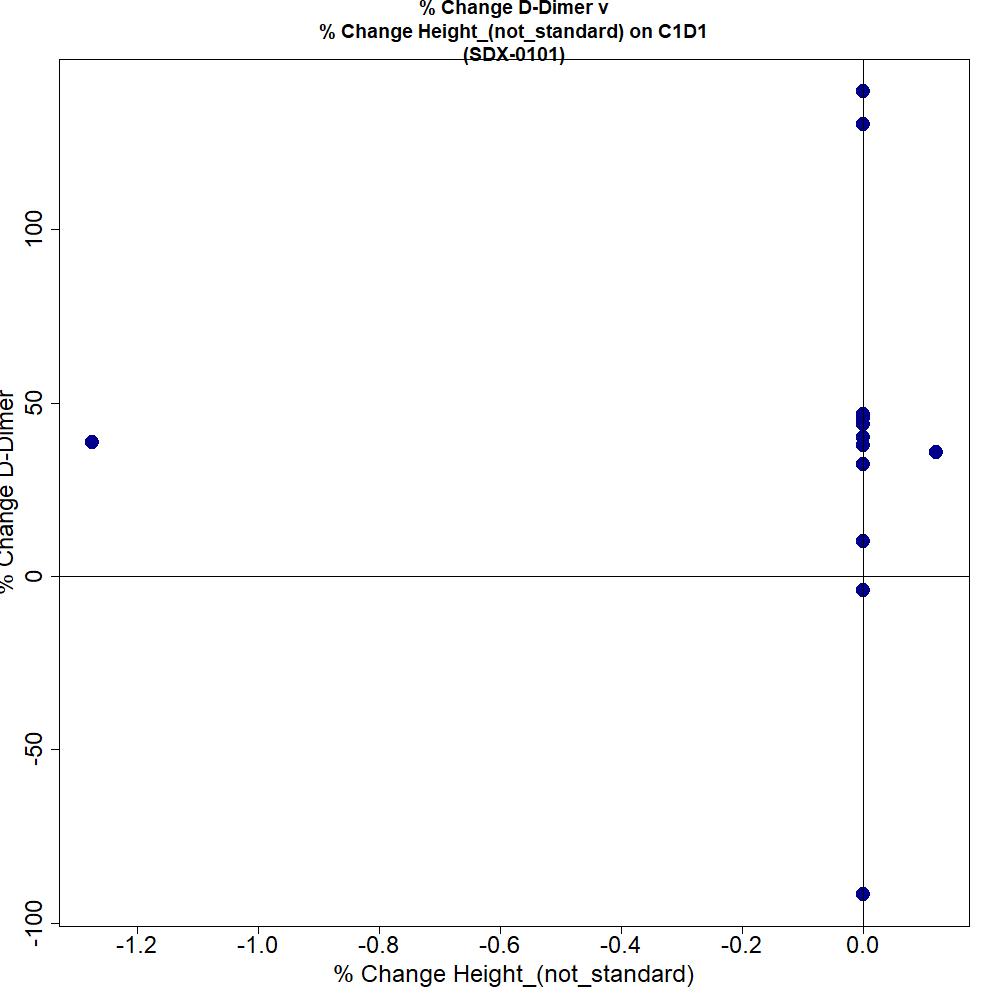 % Change D-Dimer v
% Change Height_(not_standard) on C1D1
(SDX-0101)
% Change D-Dimer
100
50
0
-50
-100
-1.2
-1.0
-0.8
-0.6
-0.4
-0.2
0.0
% Change Height_(not_standard)